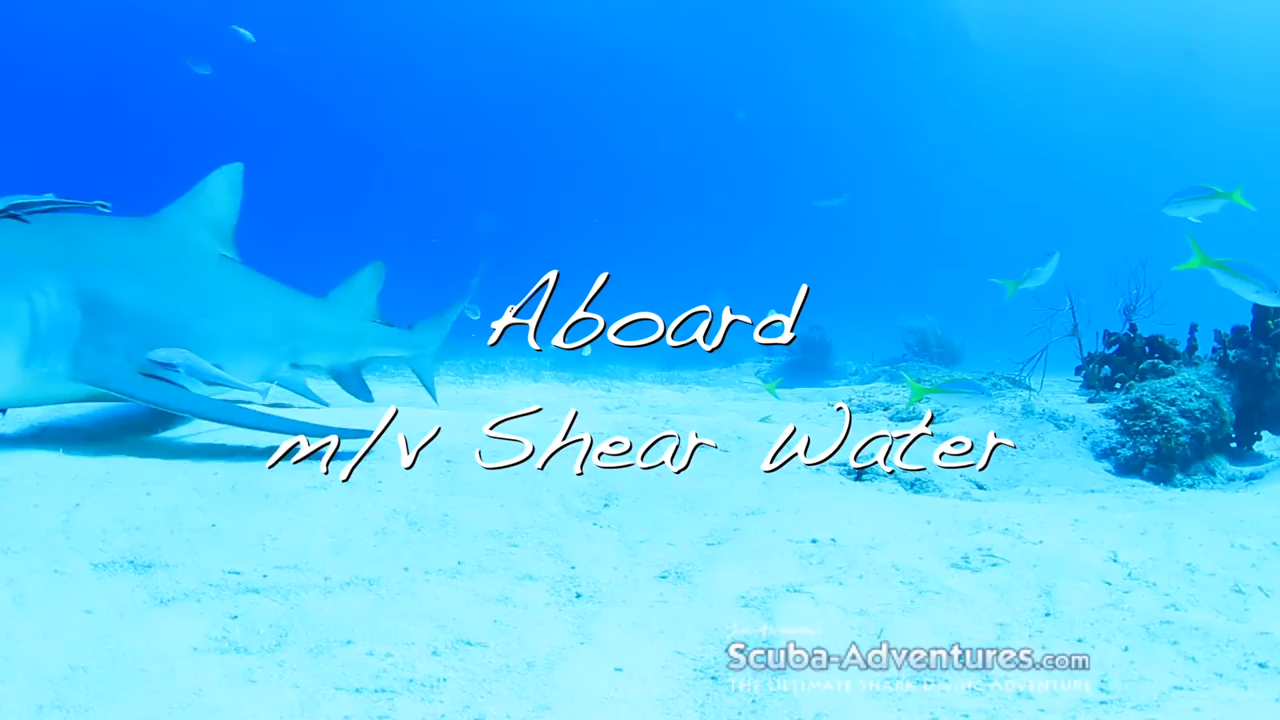 Aboard
m/v Shear Water
Scuba-Adventures.com
THE ULTIMATE SHARK DIVING ADVENTURE